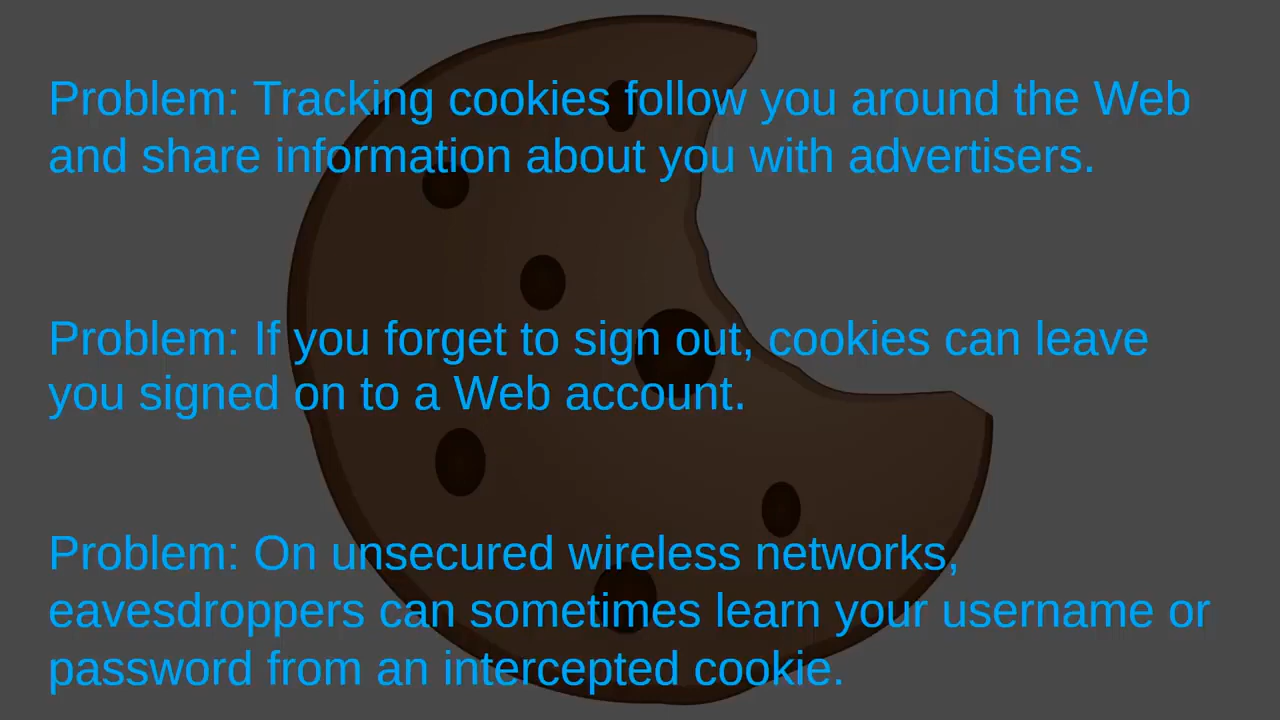 Problem: Tracking cookies follow you around the Web
and share information about you with advertisers.
Problem: If you forget to sign out, cookies can leave
you signed on to a Web account.
Problem: On unsecured wireless networks,
eavesdroppers can sometimes learn your username or
password from an intercepted cookie.